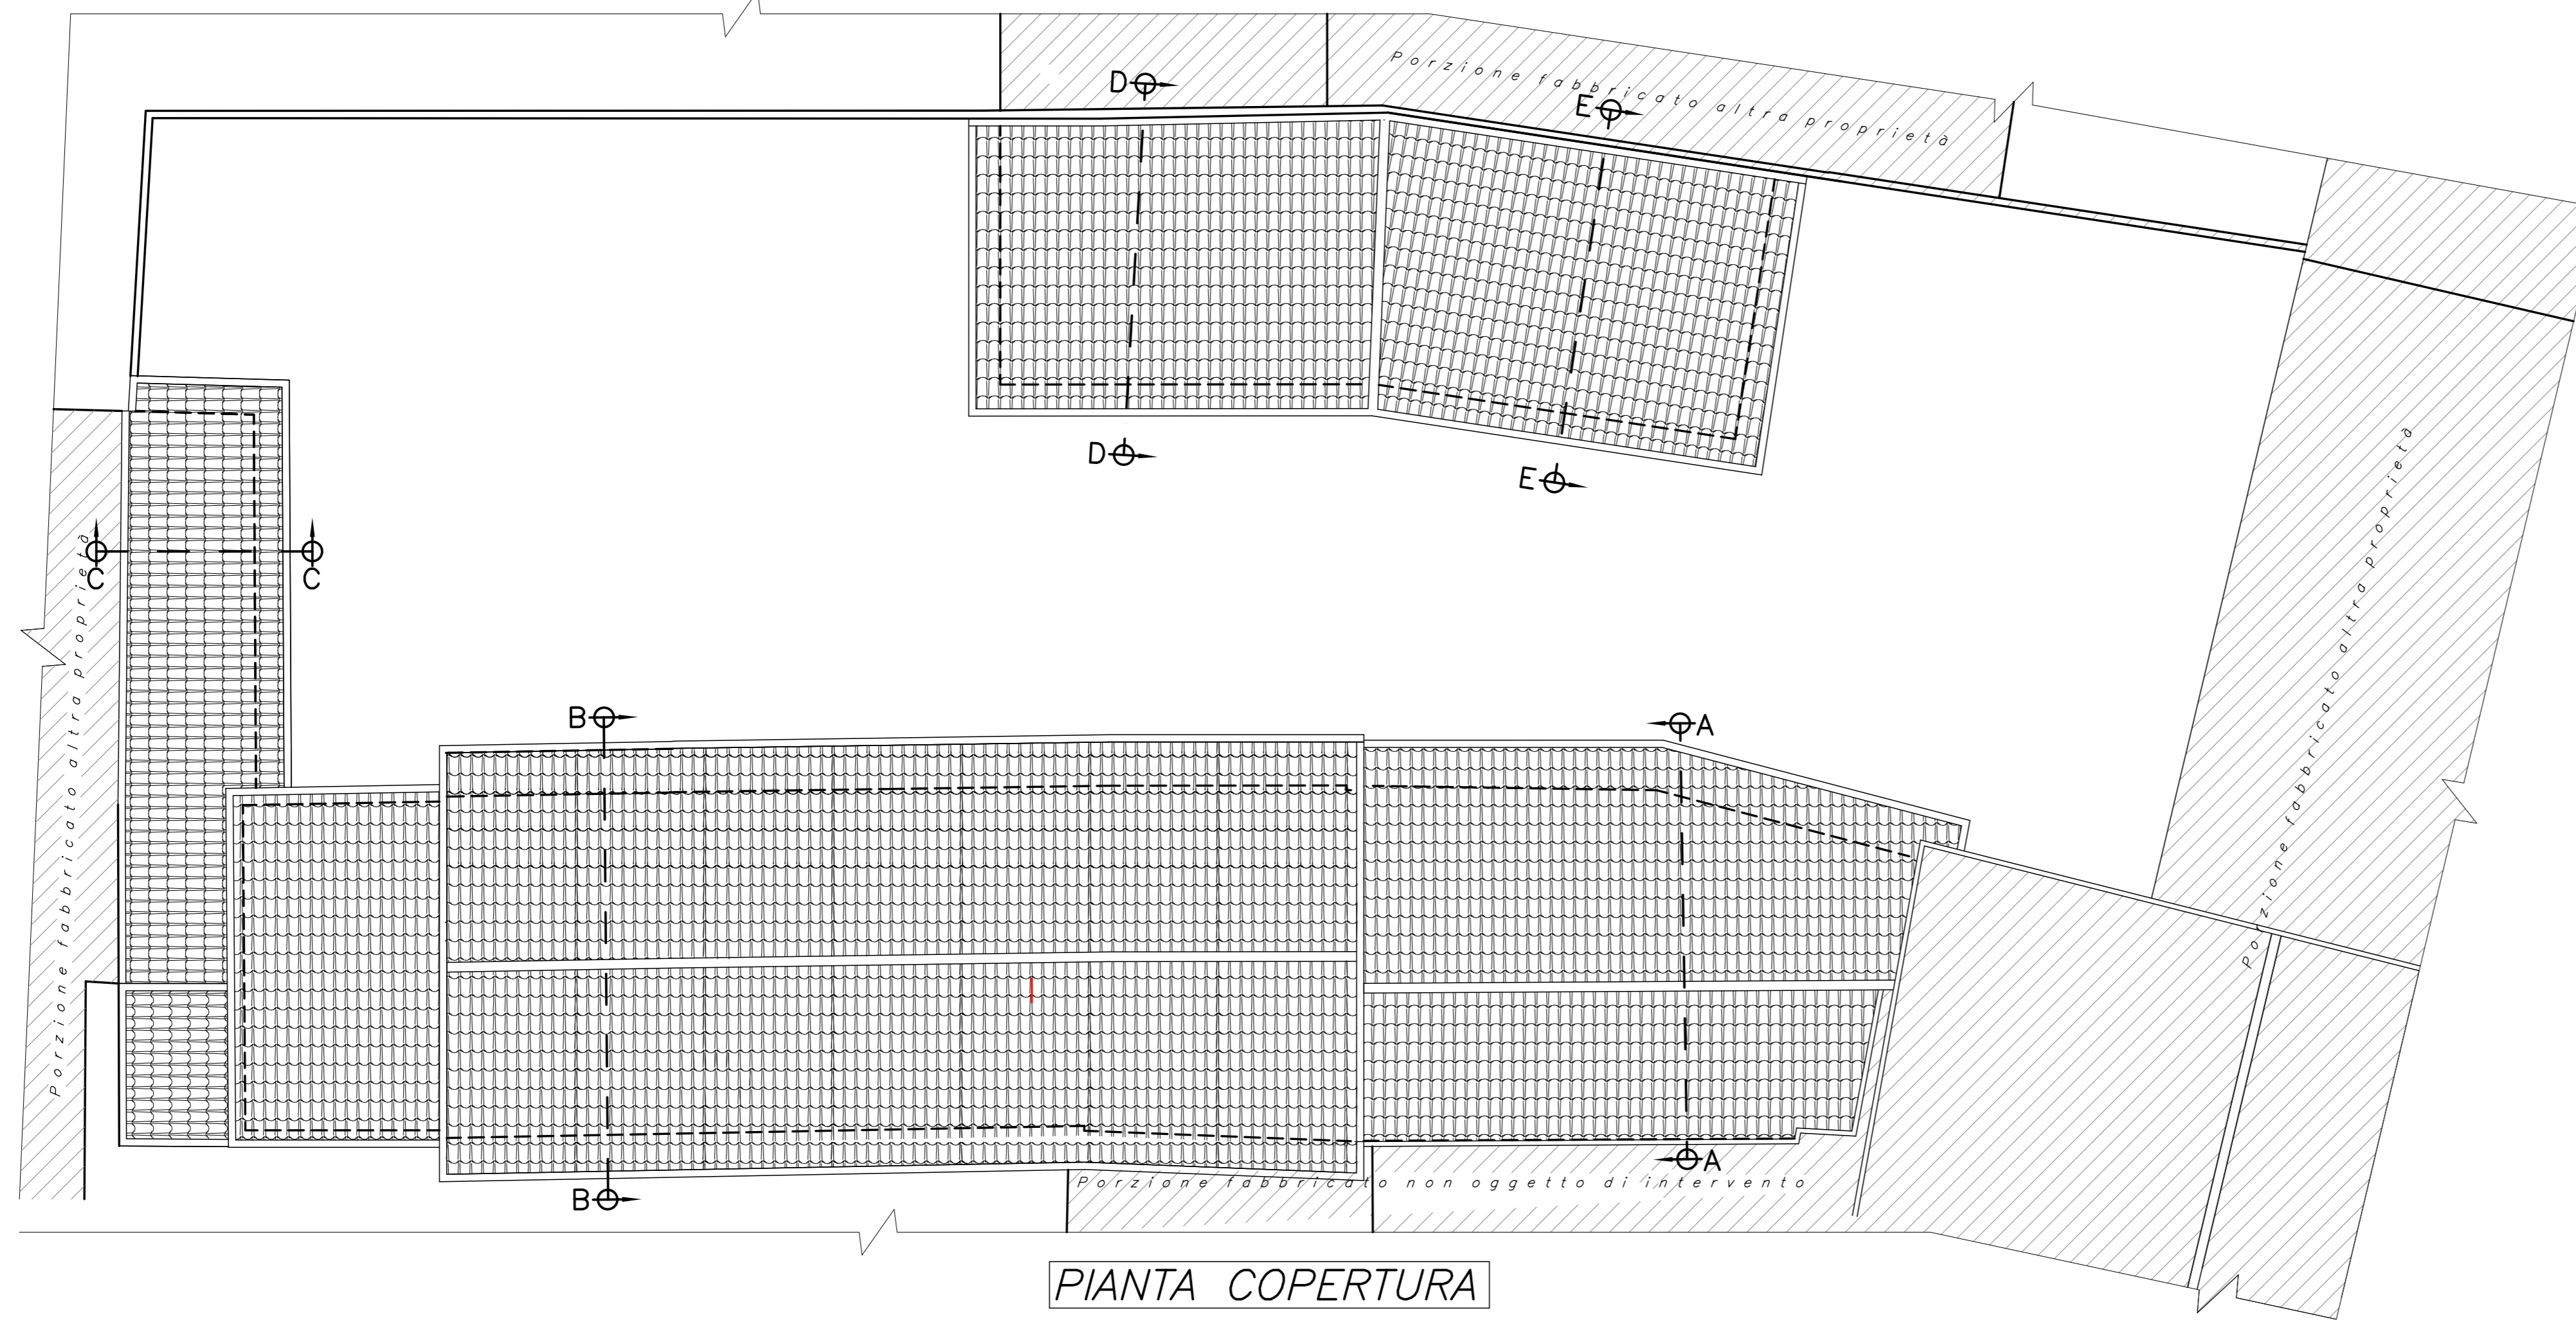 D
Porzione fabbricato altra proprietà
E
D
E
Porzione fabbricato altra proprietà
C
C
Porzione fabbricato altra proprietà
B
A
A
Porzione fabbricato non oggetto di intervento
B
PIANTA COPERTURA